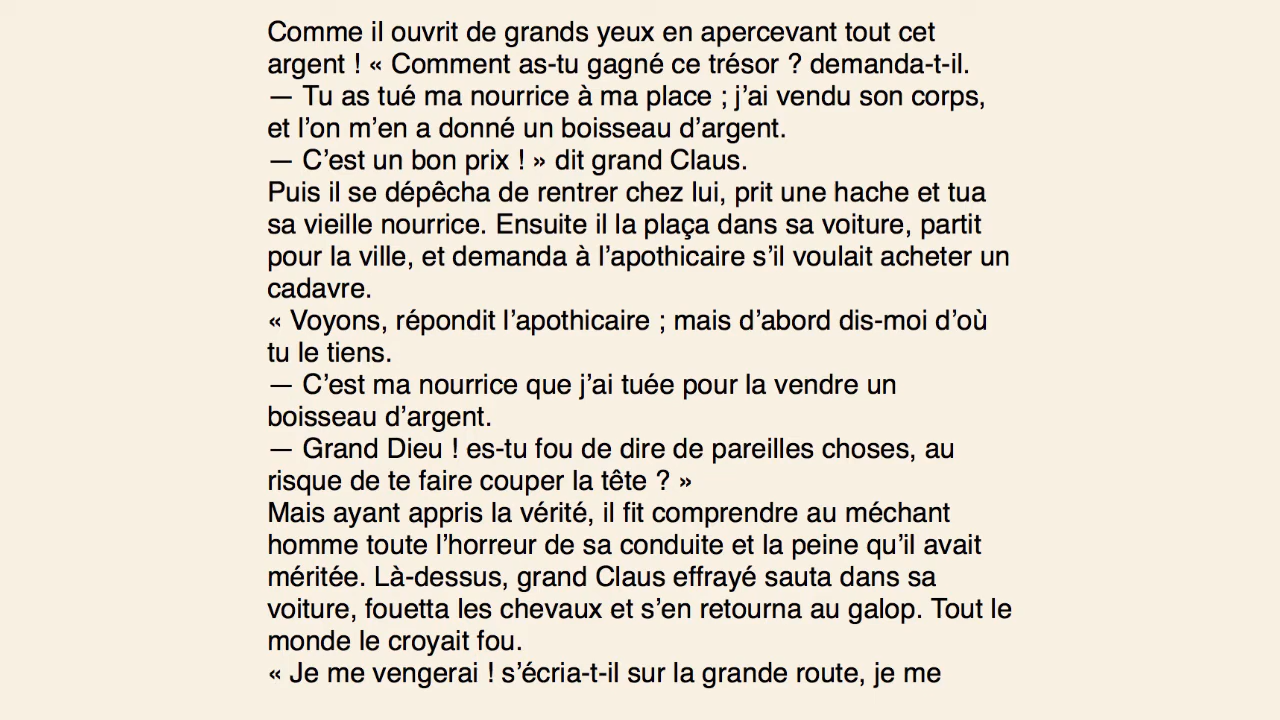 Comme il ouvrit de grands yeux en apercevant tout cet
argent ! « Comment as-tu gagné ce trésor ? demanda-t-il.
— Tu as tué ma nourrice à ma place ; j’ai vendu son corps,
et l’on m’en a donné un boisseau d’argent.
— C’est un bon prix ! » dit grand Claus.
Puis il se dépêcha de rentrer chez lui, prit une hache et tua
sa vieille nourrice. Ensuite il la plaça dans sa voiture, partit
pour la ville, et demanda à l’apothicaire s’il voulait acheter un
cadavre.
« Voyons, répondit l’apothicaire ; mais d’abord dis-moi d’où
tu le tiens.
— C’est ma nourrice que j’ai tuée pour la vendre un
boisseau d’argent.
— Grand Dieu ! es-tu fou de dire de pareilles choses, au
risque de te faire couper la tête ? »
Mais ayant appris la vérité, il fit comprendre au méchant
homme toute l’horreur de sa conduite et la peine qu’il avait
méritée. Là-dessus, grand Claus effrayé sauta dans sa
voiture, fouetta les chevaux et s’en retourna au galop. Tout le
monde le croyait fou.
« Je me vengerai ! s’écria-t-il sur la grande route, je me